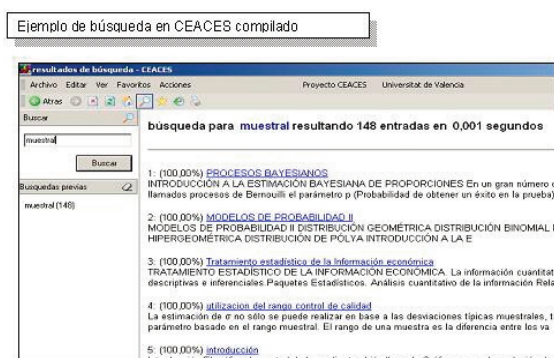 Ejemplo de búsqueda en CEACES compilado
resultados de búsqueda - CEACES
Archivo Editar Ver Favoritos Acciones Proyecto CEACES Universitat de Valencia
Atras
Buscar
muestral
Buscar
Busquedas previas
muestral (148)
búsqueda para muestral resultando 148 entradas en 0,001 segundos
1: (100,00%) PROCESOS BAYESIANOS
INTRODUCCIÓN A LA ESTIMACIÓN BAYESIANA DE PROPORCIONES En un gran número
llamados procesos de Bernouilli el parámetro p (Probabilidad de obtener un éxito en la prueba)
2: (100,00%) MODELOS DE PROBABILIDAD II
MODELOS DE PROBABILIDAD II DISTRIBUCIÓN GEOMÉTRICA DISTRIBUCIÓN BINOMIAL
HIPERGEOMÉTRICA DISTRIBUCIÓN DE PÓLYA INTRODUCCIÓN A LA E
3: (100,00%) Tratamiento estadístico de la Información económica
TRATAMIENTO ESTADÍSTICO DE LA INFORMACIÓN ECONÓMICA. La información cuantitat
descriptivas e inferenciales.Paquetes Estadísticos. Análisis cuantitativo de la información Rela
4: (100,00%) utilizacion del rango control de calidad
La estimación de σ no sólo se puede realizar en base a las desviaciones típicas muestrales, t
parámetro basado en el rango muestral. El rango de una muestra es la diferencia entre los va
5: (100,00%) introducción